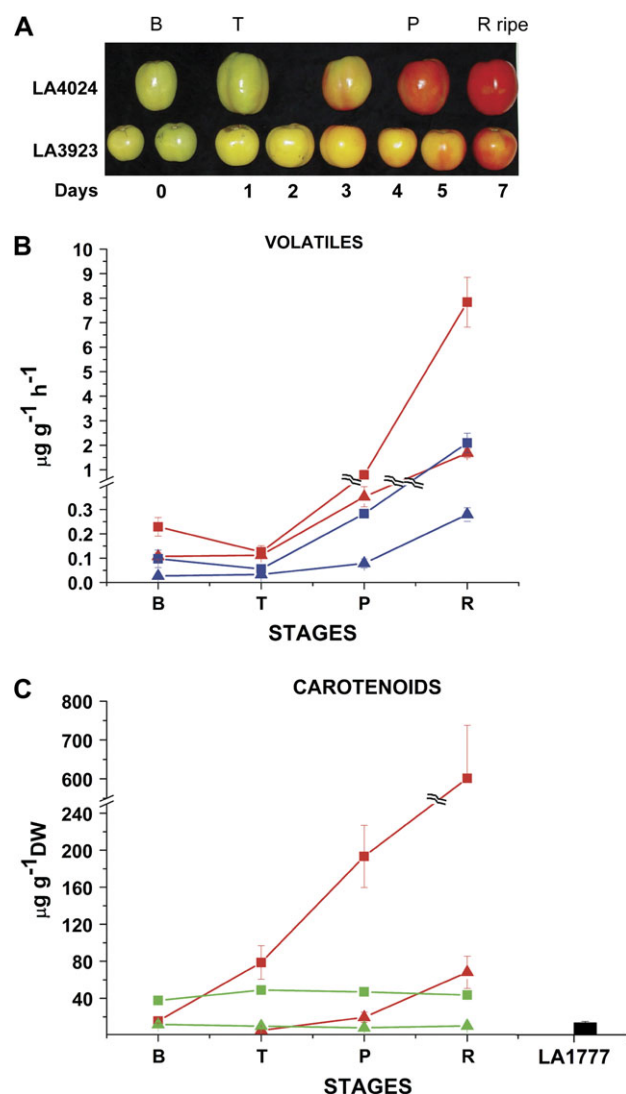 A
B T P R ripe
LA4024
LA3923
Days 0 1 2 3 4 5 7
B
VOLATILES
10
9
8
7
6
5
4
3
2
1
0.3
0.2
0.1
0.0
µg g⁻¹ h⁻¹
B T P R
STAGES
C
CAROTENOIDS
800
700
600
240
200
160
120
80
40
µg g⁻¹DW
B T P R LA1777
STAGES